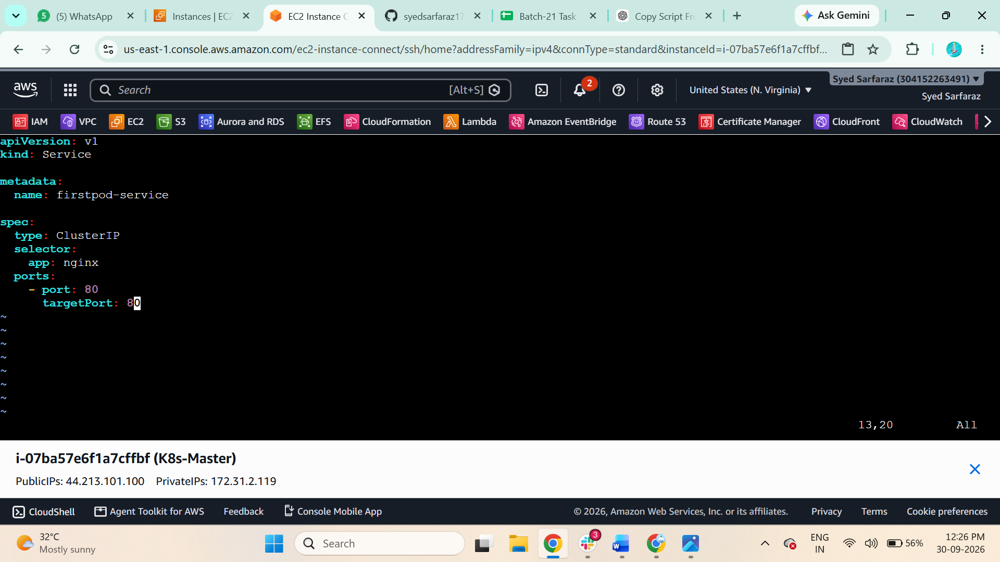 (5) WhatsApp
Instances | EC2
EC2 Instance C
syedsarfaraz17
Batch-21 Task
Copy Script Fr
Ask Gemini
us-east-1.console.aws.amazon.com/ec2-instance-connect/ssh/home?addressFamily=ipv4&connType=standard&instanceId=i-07ba57e6f1a7cffbf...
aws
Search
[Alt+S]
2
United States (N. Virginia)
Syed Sarfaraz (304152263491)
Syed Sarfaraz
IAM
VPC
EC2
S3
Aurora and RDS
EFS
CloudFormation
Lambda
Amazon EventBridge
Route 53
Certificate Manager
CloudFront
CloudWatch
apiVersion: v1
kind: Service
metadata:
  name: firstpod-service
spec:
  type: ClusterIP
  selector:
    app: nginx
  ports:
    - port: 80
      targetPort: 80
~
~
~
~
~
~
~
~
13,20 All
i-07ba57e6f1a7cffbf (K8s-Master)
PublicIPs: 44.213.101.100 PrivateIPs: 172.31.2.119
CloudShell
Agent Toolkit for AWS
Feedback
Console Mobile App
© 2026, Amazon Web Services, Inc. or its affiliates.
Privacy
Terms
Cookie preferences
32°C
Mostly sunny
Search
3
ENG
IN
56%
12:26 PM
30-09-2026